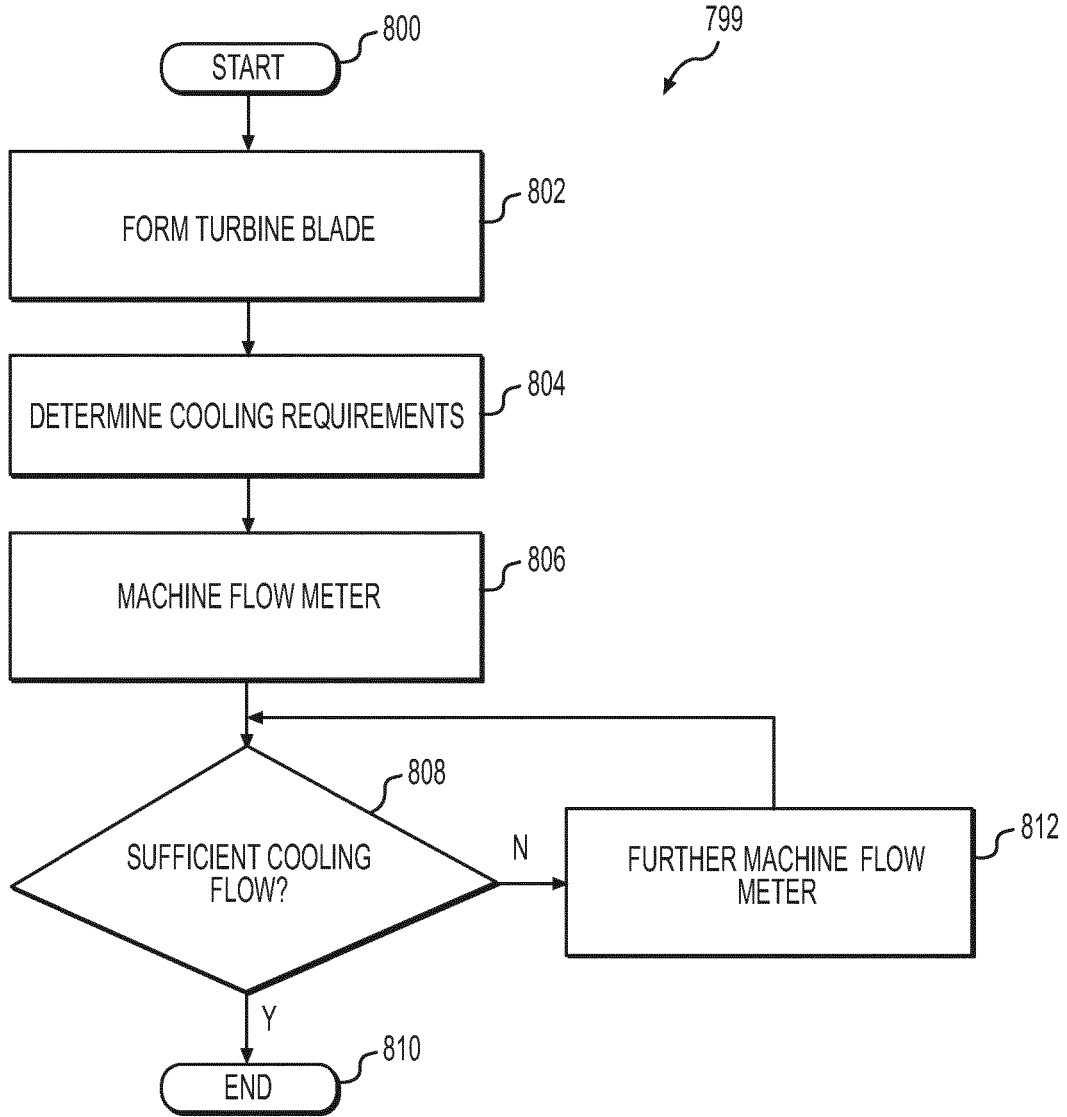 800
START
799
802
FORM TURBINE BLADE
804
DETERMINE COOLING REQUIREMENTS
806
MACHINE FLOW METER
808
SUFFICIENT COOLING
FLOW?
N
812
FURTHER MACHINE FLOW
METER
Y
810
END